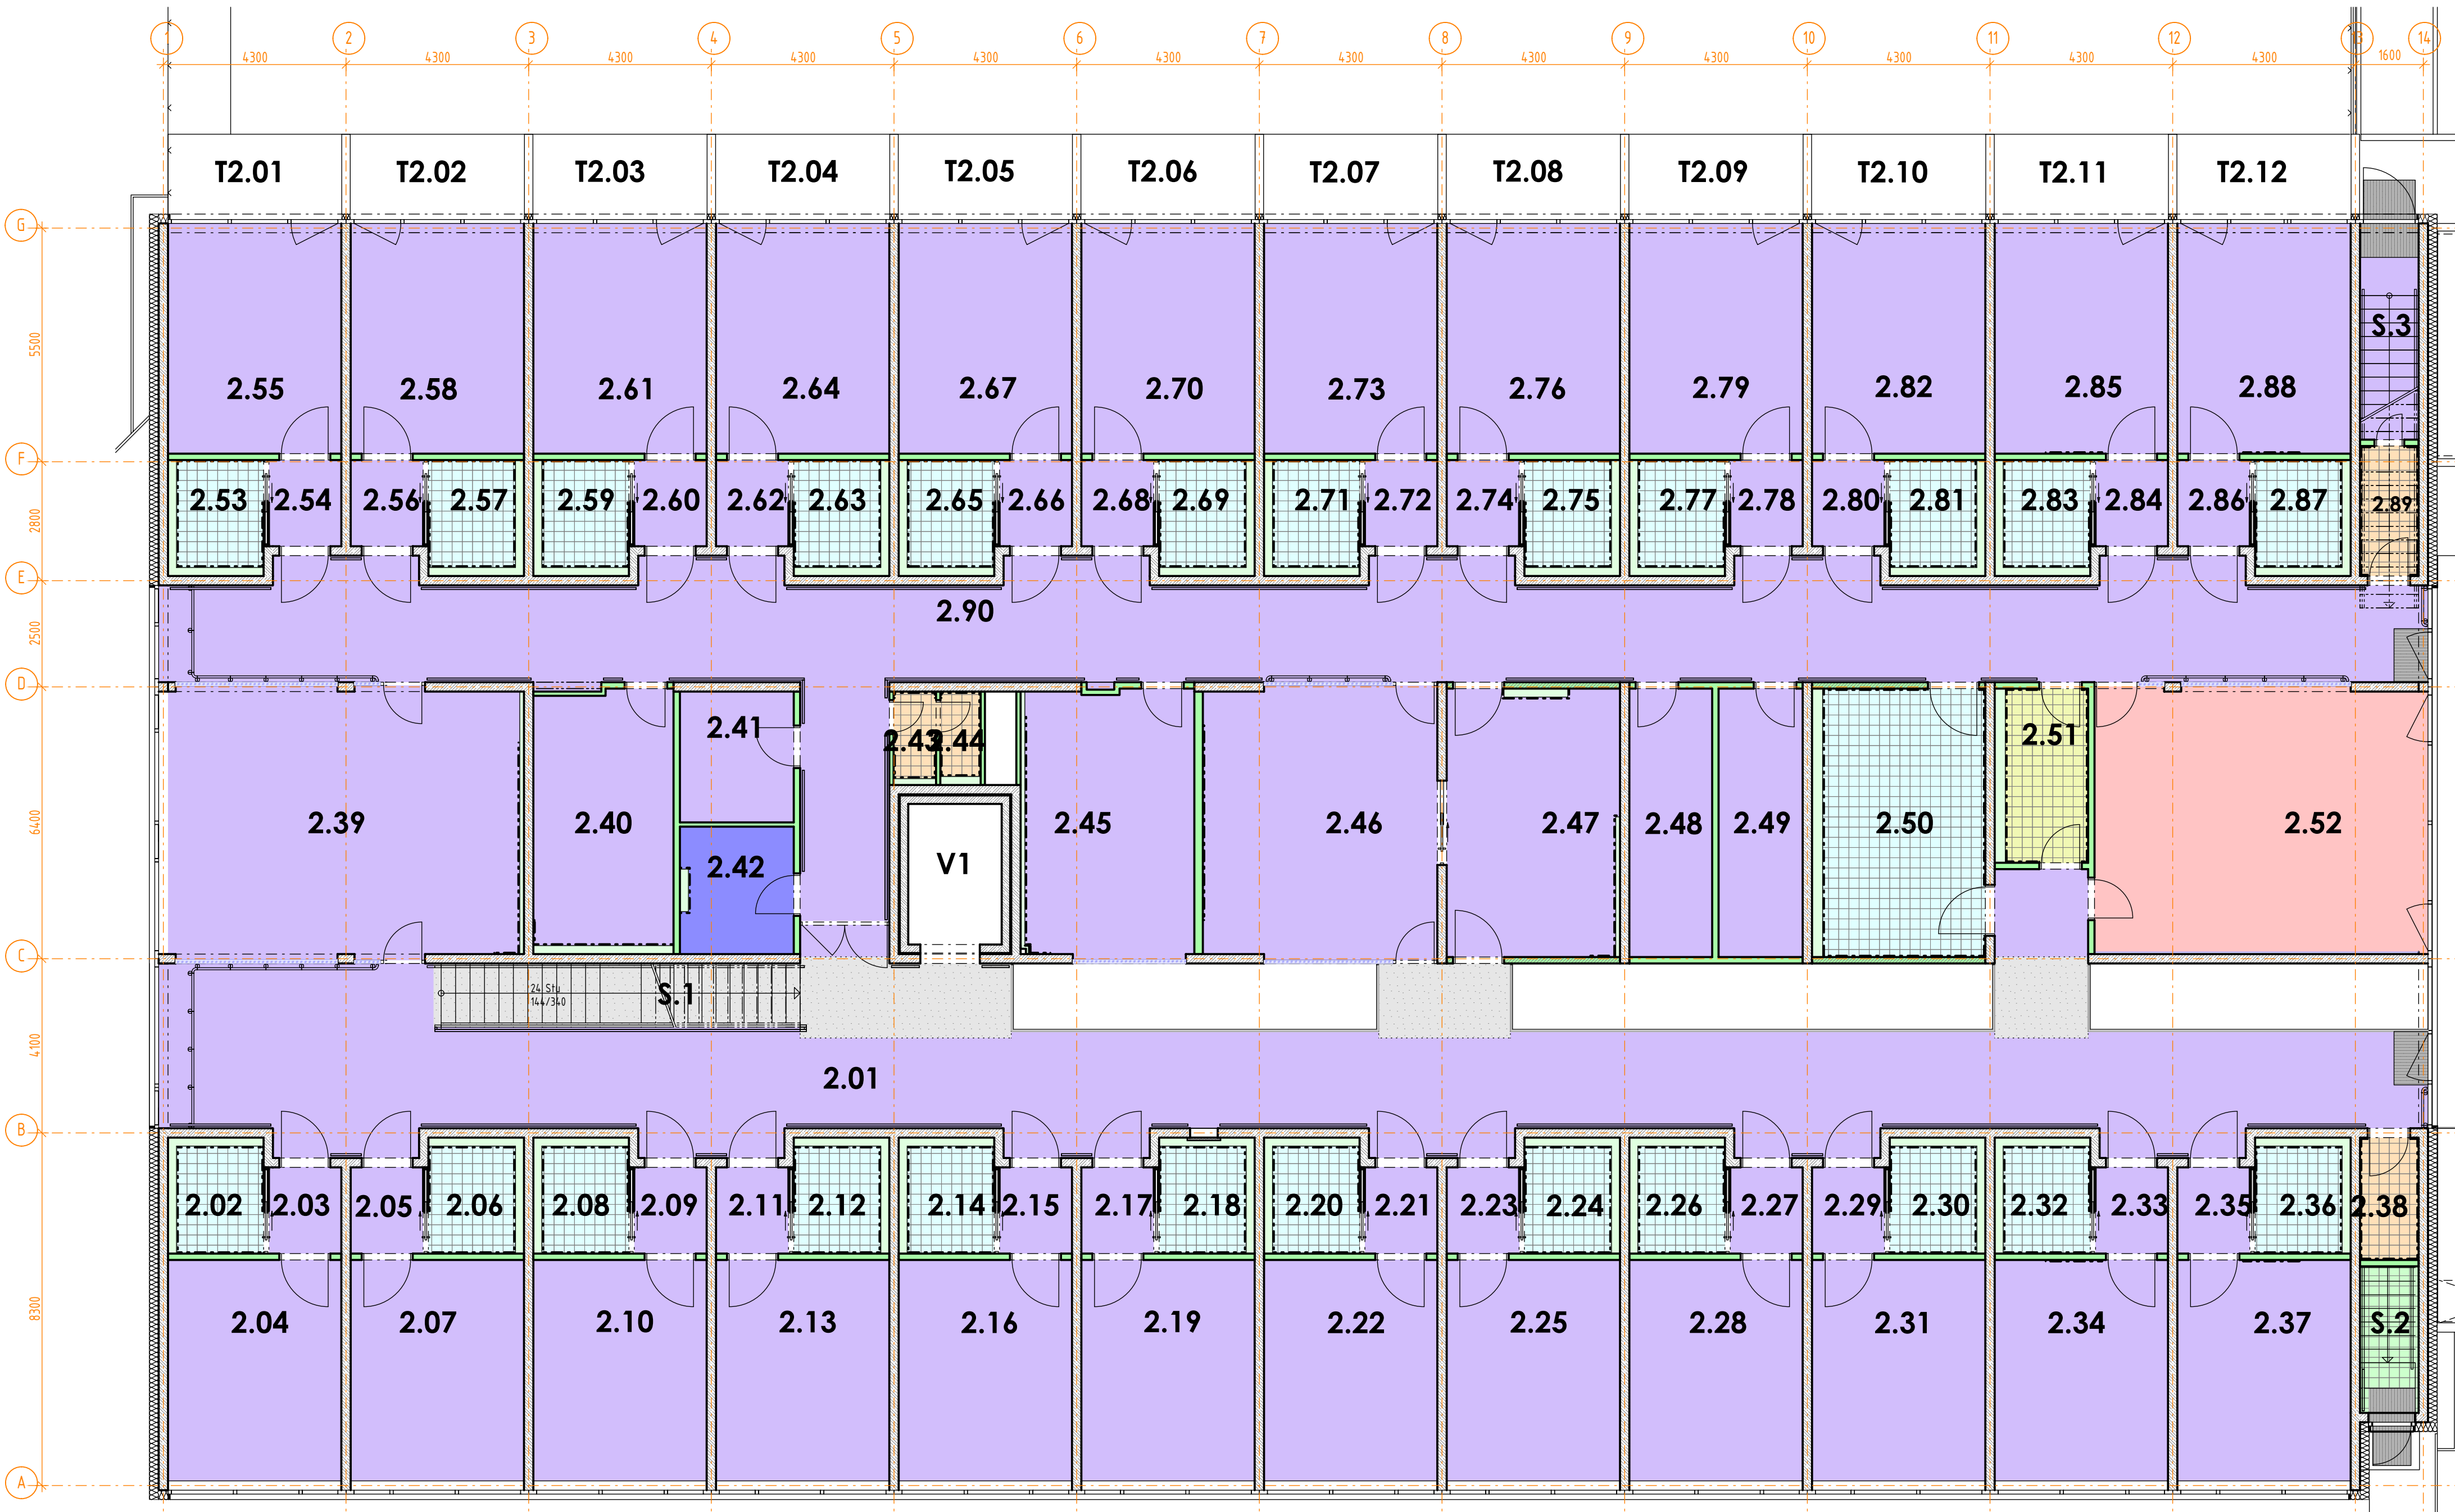 1 2 3 4 5 6 7 8 9 10 11 12 13 14
4300 4300 4300 4300 4300 4300 4300 4300 4300 4300 4300 4300 1600
T2.01 T2.02 T2.03 T2.04 T2.05 T2.06 T2.07 T2.08 T2.09 T2.10 T2.11 T2.12
G
S.3
5500
2.55 2.58 2.61 2.64 2.67 2.70 2.73 2.76 2.79 2.82 2.85 2.88
F
2.53 2.54 2.56 2.57 2.59 2.60 2.62 2.63 2.65 2.66 2.68 2.69 2.71 2.72 2.74 2.75 2.77 2.78 2.80 2.81 2.83 2.84 2.86 2.87 2.89
2800
E
2.90
2500
D
2.41 2.43 2.44 2.51
2.39 2.40 2.45 2.46 2.47 2.48 2.49 2.50 2.52
6400
2.42 V1
C
24 Stu
144/340
S.1
4100
2.01
B
2.02 2.03 2.05 2.06 2.08 2.09 2.11 2.12 2.14 2.15 2.17 2.18 2.20 2.21 2.23 2.24 2.26 2.27 2.29 2.30 2.32 2.33 2.35 2.36 2.38
8300
2.04 2.07 2.10 2.13 2.16 2.19 2.22 2.25 2.28 2.31 2.34 2.37 S.2
A